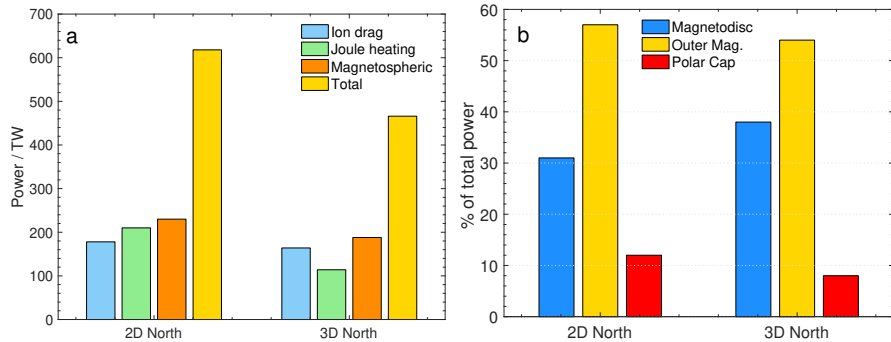 a
Ion drag
Joule heating
Magnetospheric
Total
Power / TW
700
600
500
400
300
200
100
0
2D North
3D North
b
Magnetodisc
Outer Mag.
Polar Cap
% of total power
60
50
40
30
20
10
0
2D North
3D North